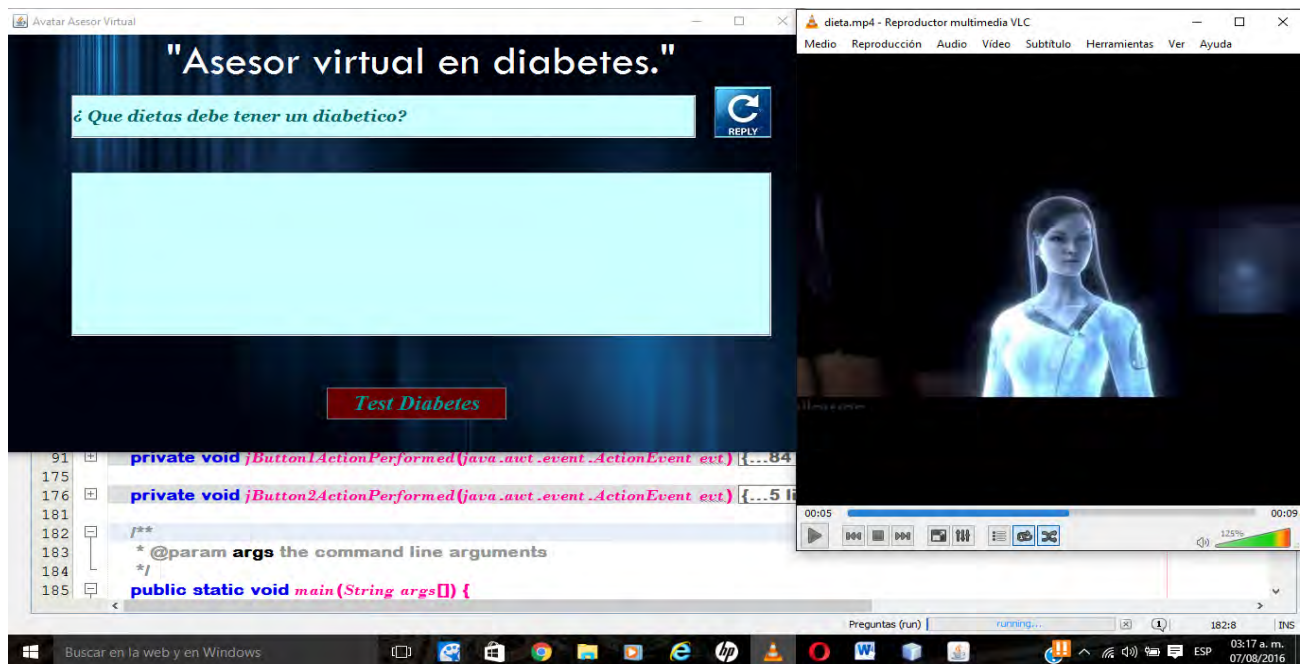 Avatar Asesor Virtual
"Asesor virtual en diabetes."
¿ Que dietas debe tener un diabetico?
REPLY
Test Diabetes
dieta.mp4 - Reproductor multimedia VLC
Medio Reproducción Audio Vídeo Subtítulo Herramientas Ver Ayuda
00:05 00:09
125%
91 private void jButton1ActionPerformed(java.awt.event.ActionEvent evt) {...84
175
176 private void jButton2ActionPerformed(java.awt.event.ActionEvent evt) {...5 li
181
182 /**
183 * @param args the command line arguments
184 */
185 public static void main(String args[]) {
Preguntas (run) running... 1 182:8 INS
Buscar en la web y en Windows
hp
W
ESP
03:17 a. m.
07/08/2016